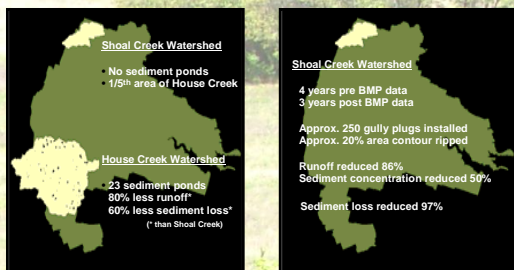 Shoal Creek Watershed
• No sediment ponds
• 1/5th area of House Creek
House Creek Watershed
• 23 sediment ponds
80% less runoff*
60% less sediment loss*
(* than Shoal Creek)
Shoal Creek Watershed
4 years pre BMP data
3 years post BMP data
Approx. 250 gully plugs installed
Approx. 20% area contour ripped
Runoff reduced 86%
Sediment concentration reduced 50%
Sediment loss reduced 97%